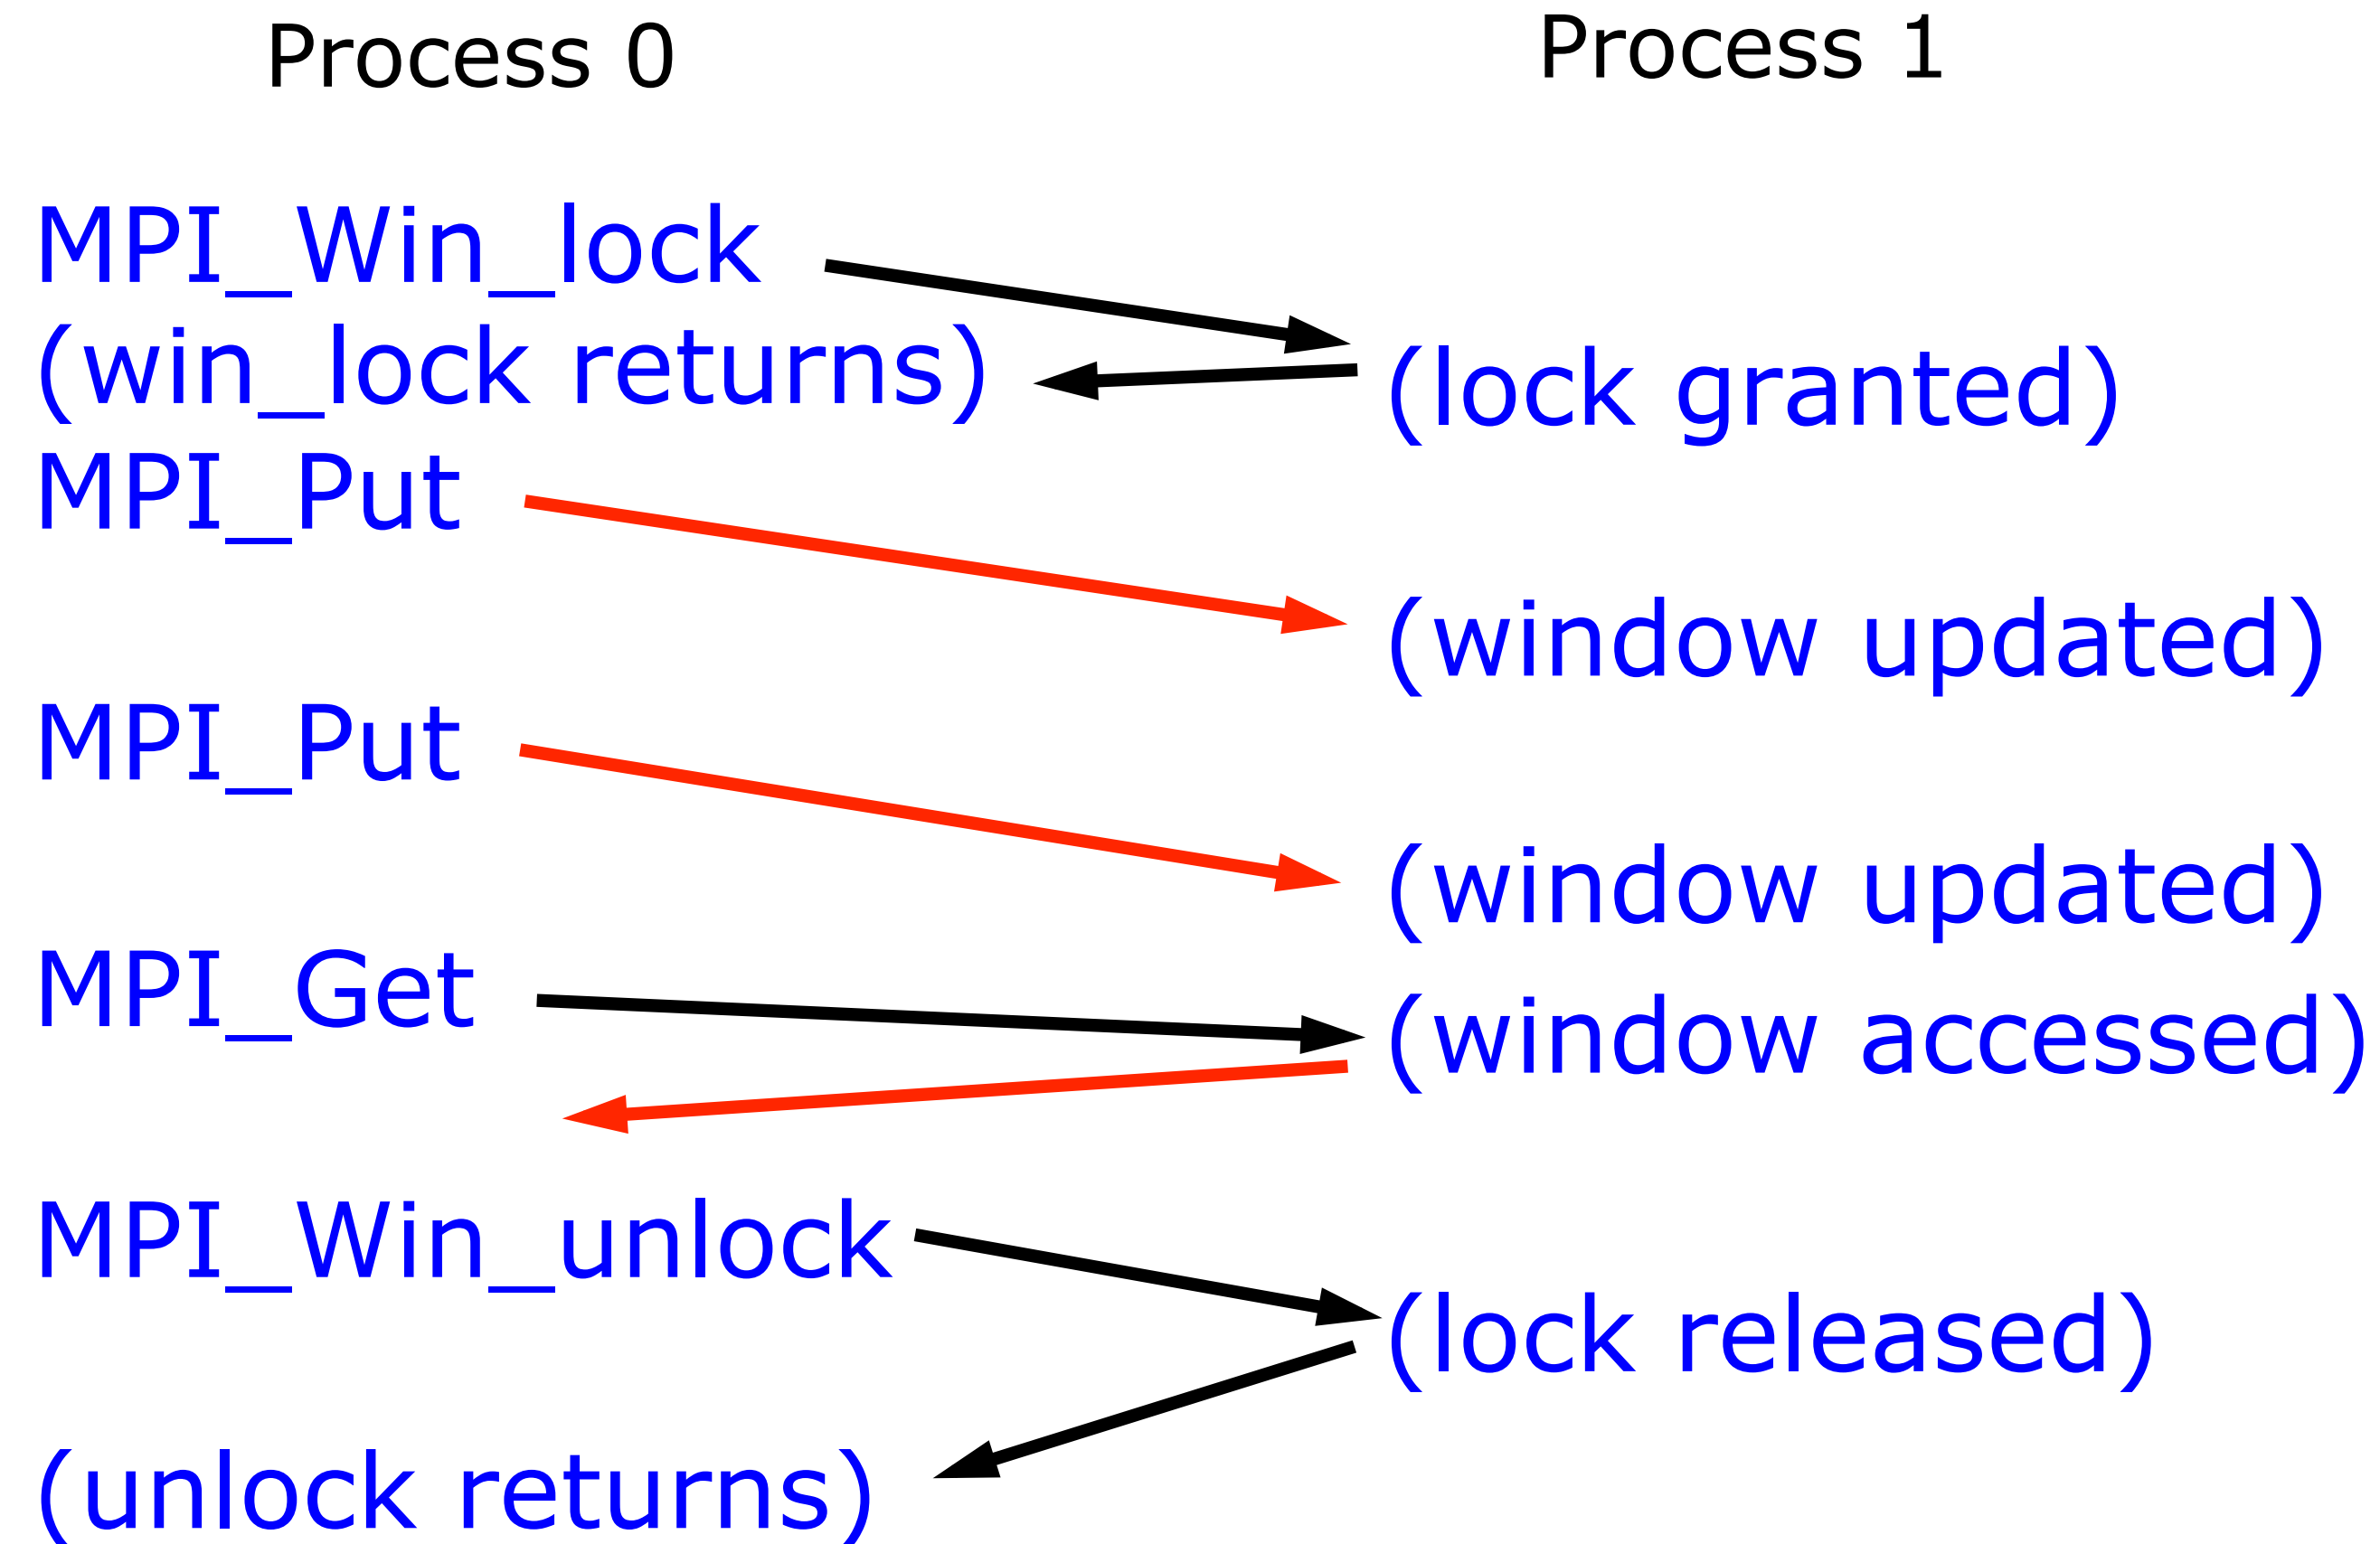 Process 0
Process 1
MPI_Win_lock
(win_lock returns)
(lock granted)
MPI_Put
(window updated)
MPI_Put
(window updated)
MPI_Get
(window accessed)
MPI_Win_unlock
(lock released)
(unlock returns)